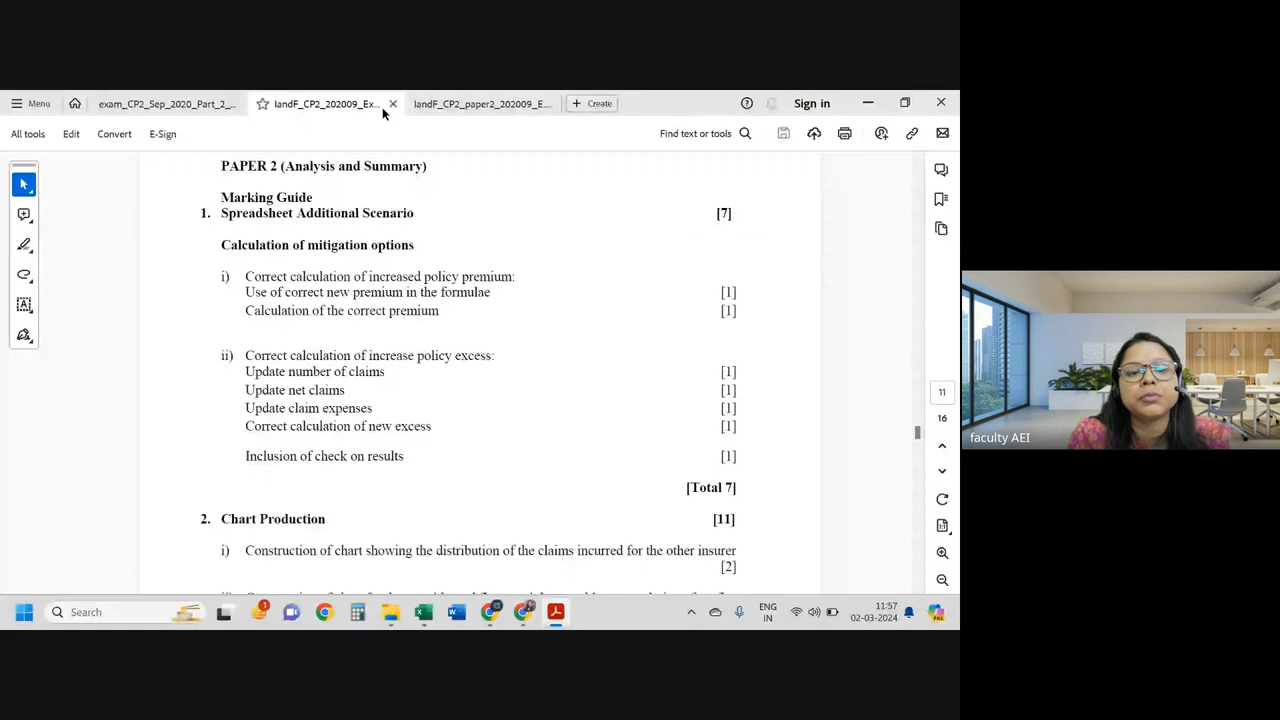 Menu
exam_CP2_Sep_2020_Part_2_...
IandF_CP2_202009_Ex...
IandF_CP2_paper2_202009_E...
Create
Sign in
All tools
Edit
Convert
E-Sign
Find text or tools
PAPER 2 (Analysis and Summary)
Marking Guide
1. Spreadsheet Additional Scenario [7]
Calculation of mitigation options
i) Correct calculation of increased policy premium:
Use of correct new premium in the formulae [1]
Calculation of the correct premium [1]
ii) Correct calculation of increase policy excess:
Update number of claims [1]
Update net claims [1]
Update claim expenses [1]
Correct calculation of new excess [1]
Inclusion of check on results [1]
[Total 7]
2. Chart Production [11]
i) Construction of chart showing the distribution of the claims incurred for the other insurer
[2]
11
16
faculty AEI
Search
1
ENG
IN
11:57
02-03-2024